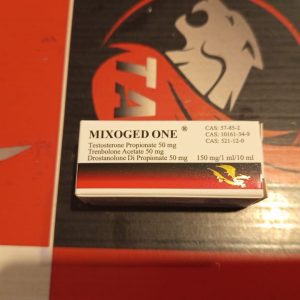 TA
MIXOGED ONE ®
Testosterone Propionate 50 mg
Trenbolone Acetate 50 mg
Drostanolone Di Propionate 50 mg
150 mg/1 ml/10 ml
CAS: 57-85-2
CAS: 10161-34-9
CAS: 521-12-0